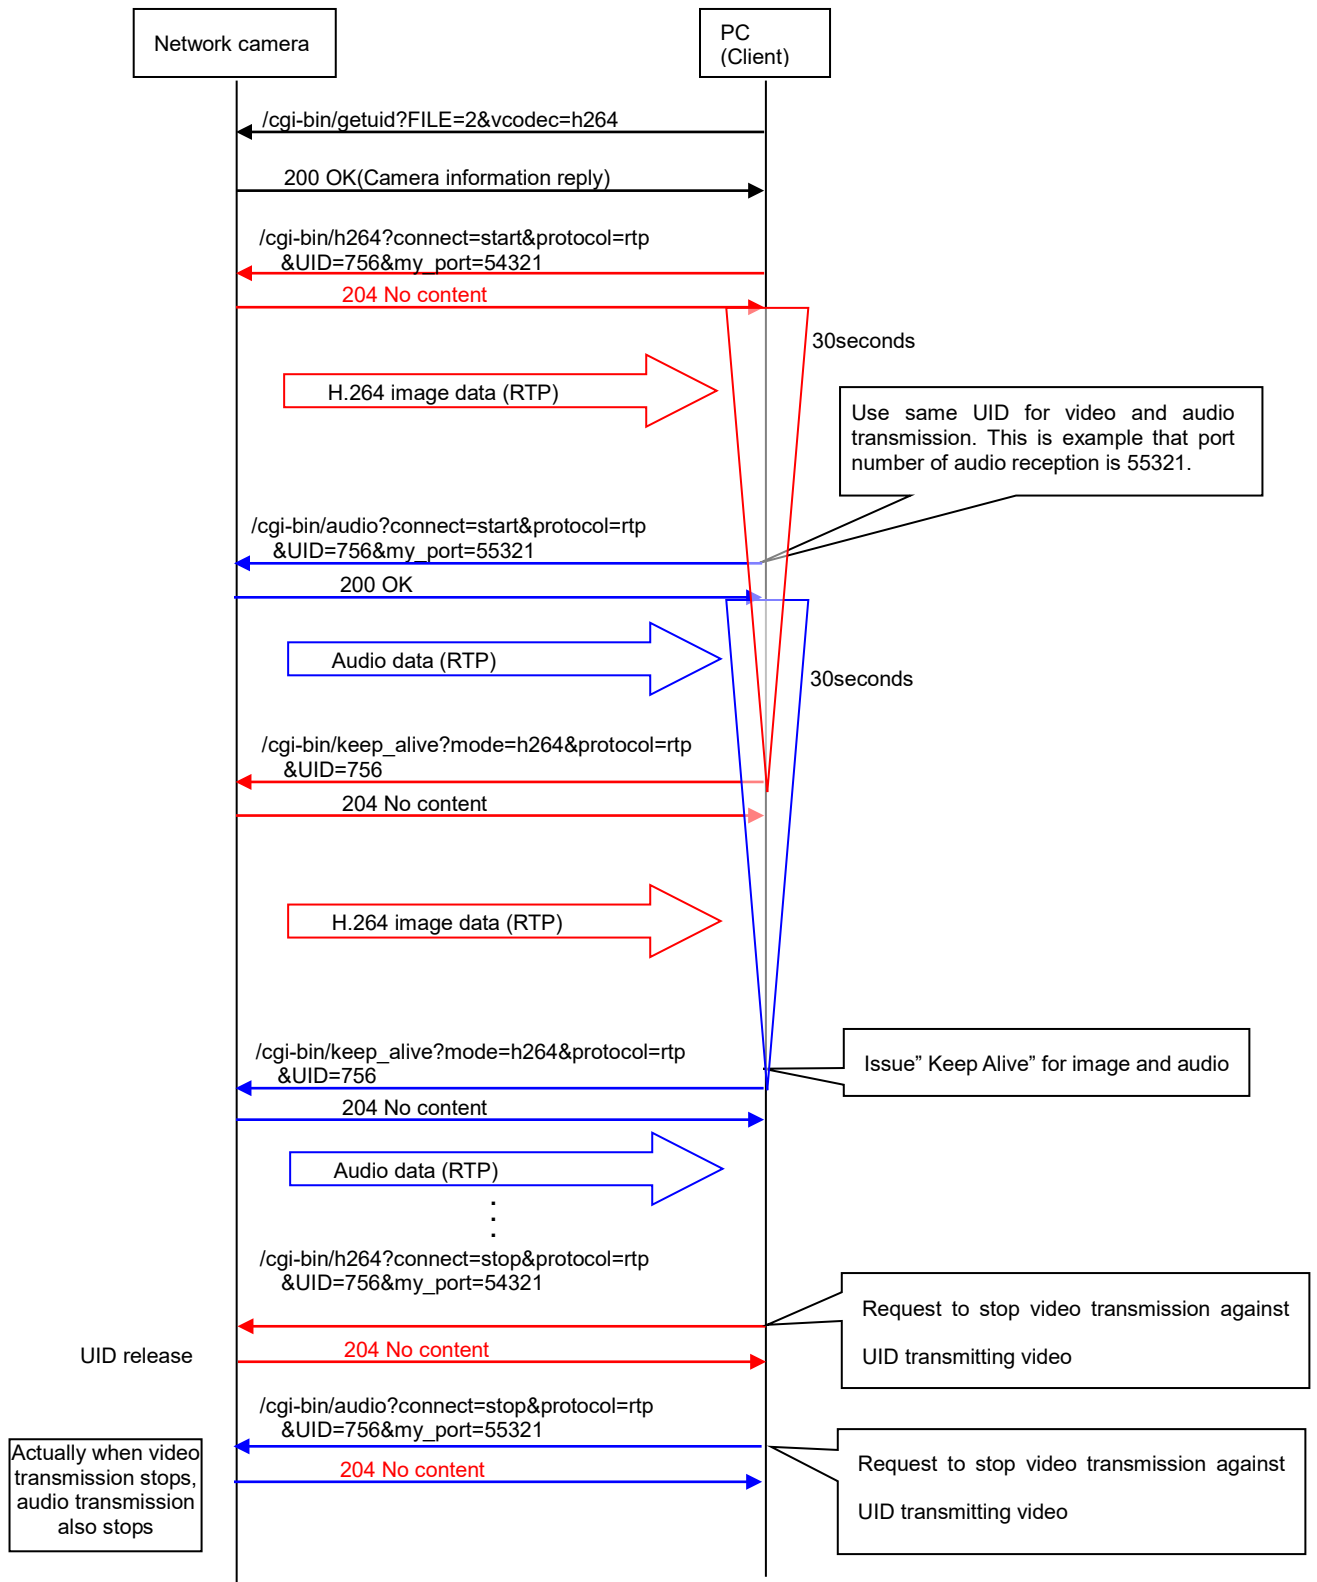 Network camera
PC
(Client)
/cgi-bin/getuid?FILE=2&vcodec=h264
200 OK(Camera information reply)
/cgi-bin/h264?connect=start&protocol=rtp
&UID=756&my_port=54321
204 No content
30seconds
H.264 image data (RTP)
Use same UID for video and audio
transmission. This is example that port
number of audio reception is 55321.
/cgi-bin/audio?connect=start&protocol=rtp
&UID=756&my_port=55321
200 OK
Audio data (RTP)
30seconds
/cgi-bin/keep_alive?mode=h264&protocol=rtp
&UID=756
204 No content
H.264 image data (RTP)
/cgi-bin/keep_alive?mode=h264&protocol=rtp
&UID=756
Issue” Keep Alive” for image and audio
204 No content
Audio data (RTP)
.
.
.
/cgi-bin/h264?connect=stop&protocol=rtp
&UID=756&my_port=54321
Request to stop video transmission against
UID transmitting video
UID release
204 No content
/cgi-bin/audio?connect=stop&protocol=rtp
&UID=756&my_port=55321
Actually when video
transmission stops,
audio transmission
also stops
204 No content
Request to stop video transmission against
UID transmitting video